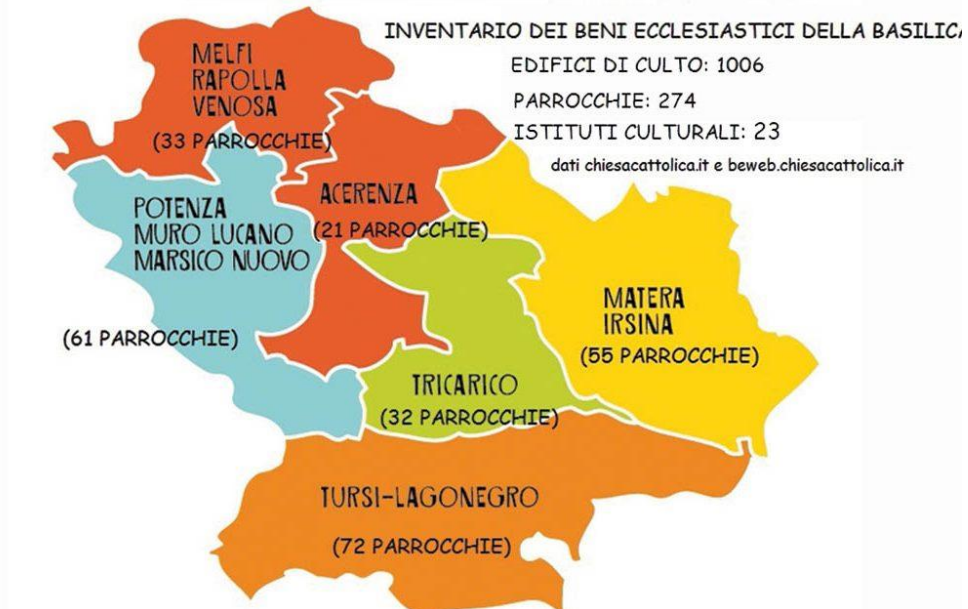 INVENTARIO DEI BENI ECCLESIASTICI DELLA
EDIFICI DI CULTO: 1006
PARROCCHIE: 274
ISTITUTI CULTURALI: 23
dati chiesacattolica.it e beweb.chiesacattolica.it
MELFI
RAPOLLA
VENOSA
(33 PARROCCHIE)
ACERENZA
(21 PARROCCHIE)
POTENZA
MURO LUCANO
MARSICO NUOVO
(61 PARROCCHIE)
MATERA
IRSINA
(55 PARROCCHIE)
TRICARICO
(32 PARROCCHIE)
TURSI-LAGONEGRO
(72 PARROCCHIE)